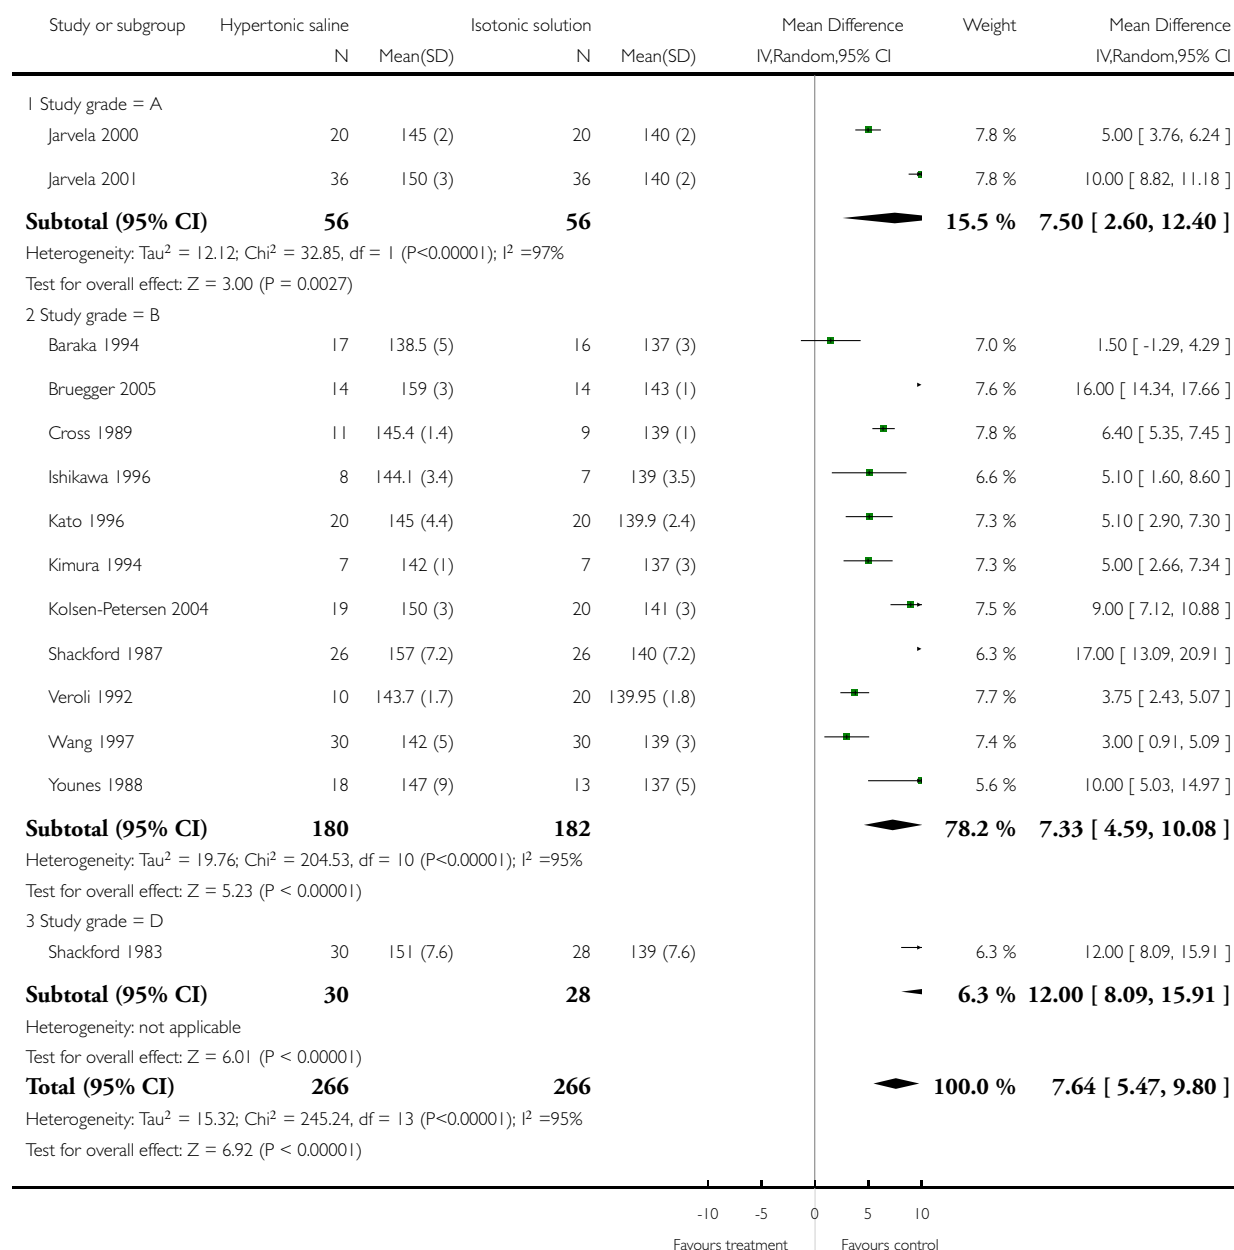 Study or subgroup Hypertonic saline Isotonic solution Mean Difference Weight Mean Difference
N Mean(SD) N Mean(SD) IV,Random,95% CI IV,Random,95% CI
1 Study grade = A
Jarvela 2000 20 145 (2) 20 140 (2) 7.8 % 5.00 [ 3.76, 6.24 ]
Jarvela 2001 36 150 (3) 36 140 (2) 7.8 % 10.00 [ 8.82, 11.18 ]
Subtotal (95% CI) 56 56 15.5 % 7.50 [ 2.60, 12.40 ]
Heterogeneity: Tau² = 12.12; Chi² = 32.85, df = 1 (P<0.00001); I² =97%
Test for overall effect: Z = 3.00 (P = 0.0027)
2 Study grade = B
Baraka 1994 17 138.5 (5) 16 137 (3) 7.0 % 1.50 [ -1.29, 4.29 ]
Bruegger 2005 14 159 (3) 14 143 (1) 7.6 % 16.00 [ 14.34, 17.66 ]
Cross 1989 11 145.4 (1.4) 9 139 (1) 7.8 % 6.40 [ 5.35, 7.45 ]
Ishikawa 1996 8 144.1 (3.4) 7 139 (3.5) 6.6 % 5.10 [ 1.60, 8.60 ]
Kato 1996 20 145 (4.4) 20 139.9 (2.4) 7.3 % 5.10 [ 2.90, 7.30 ]
Kimura 1994 7 142 (1) 7 137 (3) 7.3 % 5.00 [ 2.66, 7.34 ]
Kolsen-Petersen 2004 19 150 (3) 20 141 (3) 7.5 % 9.00 [ 7.12, 10.88 ]
Shackford 1987 26 157 (7.2) 26 140 (7.2) 6.3 % 17.00 [ 13.09, 20.91 ]
Veroli 1992 10 143.7 (1.7) 20 139.95 (1.8) 7.7 % 3.75 [ 2.43, 5.07 ]
Wang 1997 30 142 (5) 30 139 (3) 7.4 % 3.00 [ 0.91, 5.09 ]
Younes 1988 18 147 (9) 13 137 (5) 5.6 % 10.00 [ 5.03, 14.97 ]
Subtotal (95% CI) 180 182 78.2 % 7.33 [ 4.59, 10.08 ]
Heterogeneity: Tau² = 19.76; Chi² = 204.53, df = 10 (P<0.00001); I² =95%
Test for overall effect: Z = 5.23 (P < 0.00001)
3 Study grade = D
Shackford 1983 30 151 (7.6) 28 139 (7.6) 6.3 % 12.00 [ 8.09, 15.91 ]
Subtotal (95% CI) 30 28 6.3 % 12.00 [ 8.09, 15.91 ]
Heterogeneity: not applicable
Test for overall effect: Z = 6.01 (P < 0.00001)
Total (95% CI) 266 266 100.0 % 7.64 [ 5.47, 9.80 ]
Heterogeneity: Tau² = 15.32; Chi² = 245.24, df = 13 (P<0.00001); I² =95%
Test for overall effect: Z = 6.92 (P < 0.00001)
-10 -5 0 5 10
Favours treatment Favours control